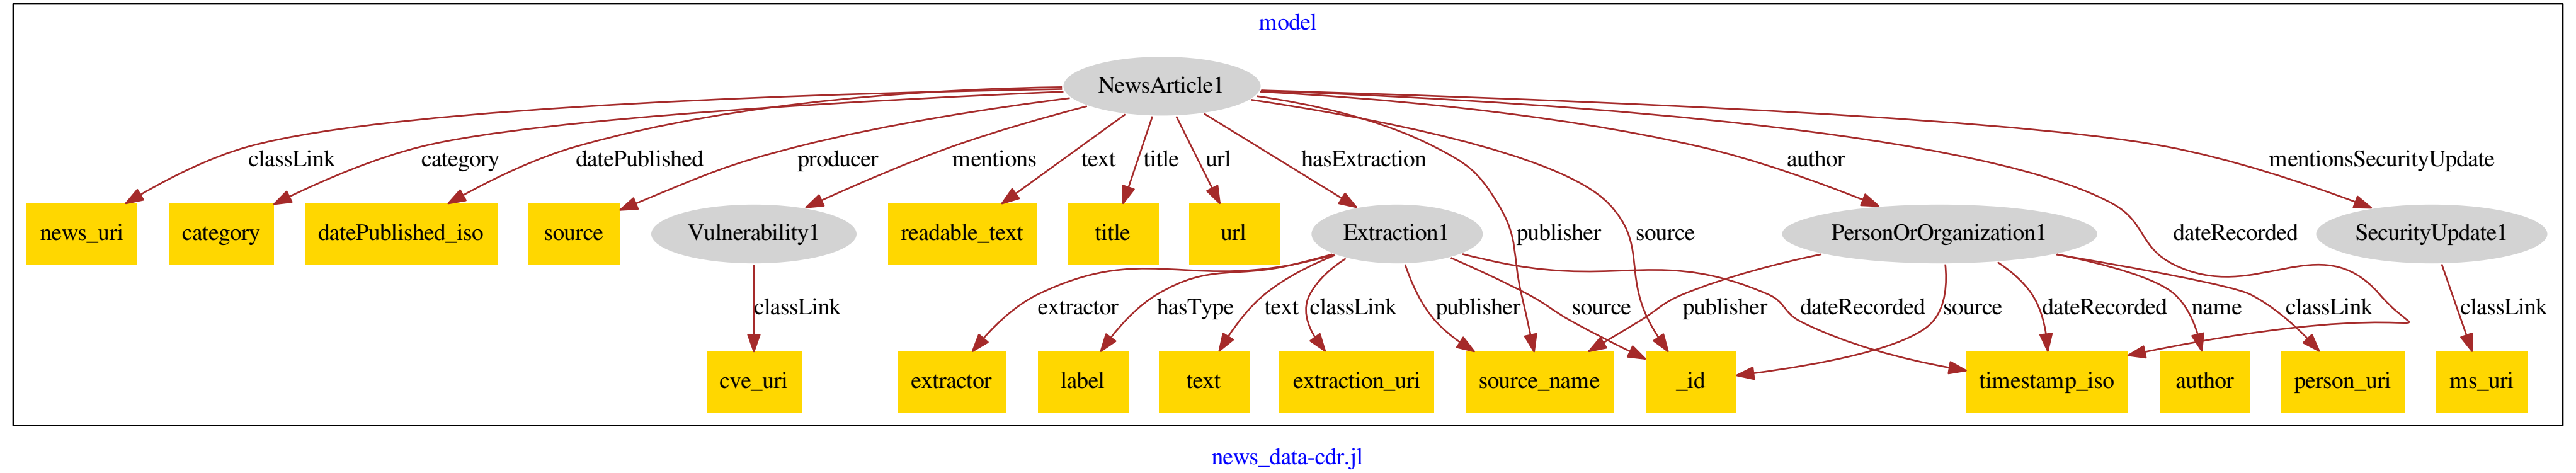 model
NewsArticle1
classLink
category
datePublished
producer
mentions
text
title
url
hasExtraction
author
mentionsSecurityUpdate
news_uri
category
datePublished_iso
source
Vulnerability1
readable_text
title
url
Extraction1
publisher
source
PersonOrOrganization1
dateRecorded
SecurityUpdate1
classLink
extractor
hasType
text
classLink
publisher
source
publisher
dateRecorded
source
dateRecorded
name
classLink
classLink
cve_uri
extractor
label
text
extraction_uri
source_name
_id
timestamp_iso
author
person_uri
ms_uri
news_data-cdr.jl